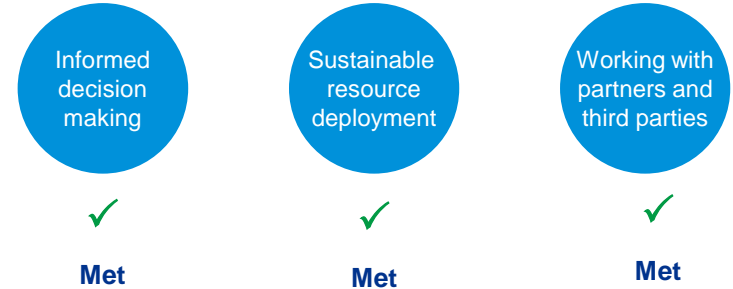 Informed
decision
making
Sustainable
resource
deployment
Working with
partners and
third parties
✓
✓
✓
Met
Met
Met